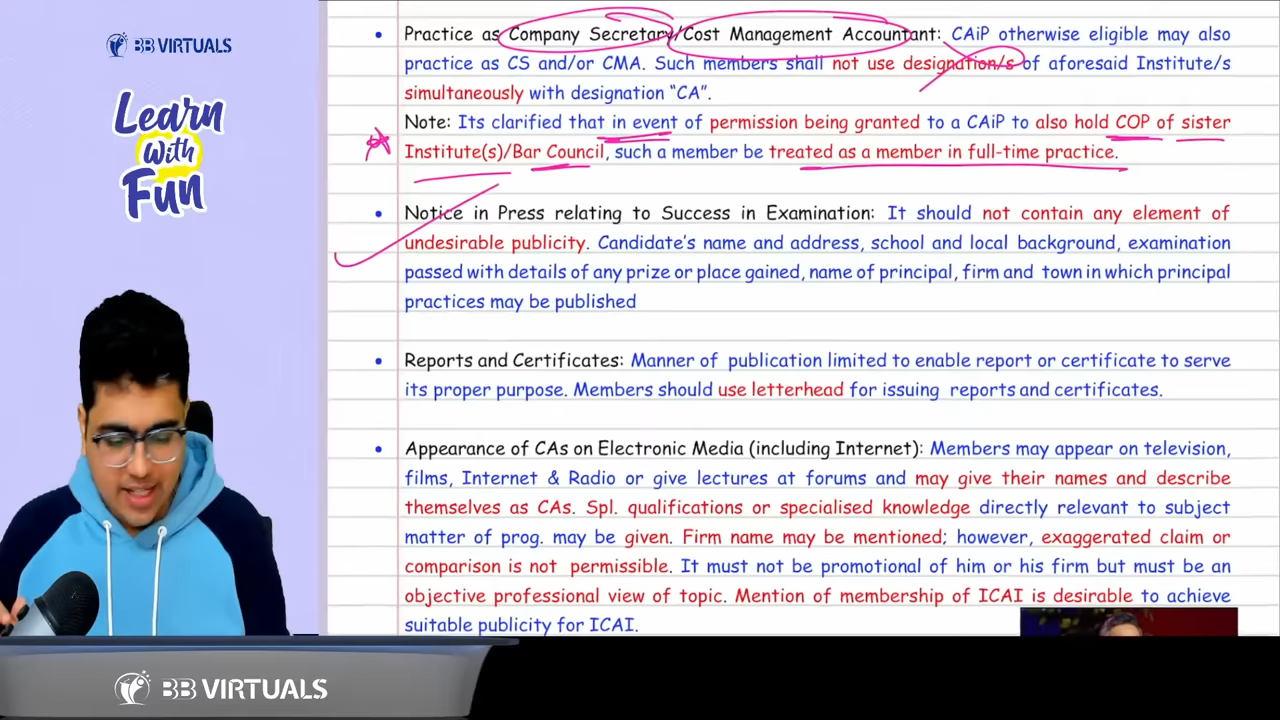 BB VIRTUALS
Learn
With
Fun
• Practice as Company Secretary/Cost Management Accountant: CAiP otherwise eligible may also
practice as CS and/or CMA. Such members shall not use designation/s of aforesaid Institute/s
simultaneously with designation “CA”.
Note: Its clarified that in event of permission being granted to a CAiP to also hold COP of sister
Institute(s)/Bar Council, such a member be treated as a member in full-time practice.
• Notice in Press relating to Success in Examination: It should not contain any element of
undesirable publicity. Candidate’s name and address, school and local background, examination
passed with details of any prize or place gained, name of principal, firm and town in which principal
practices may be published
• Reports and Certificates: Manner of publication limited to enable report or certificate to serve
its proper purpose. Members should use letterhead for issuing reports and certificates.
• Appearance of CAs on Electronic Media (including Internet): Members may appear on television,
films, Internet & Radio or give lectures at forums and may give their names and describe
themselves as CAs. Spl. qualifications or specialised knowledge directly relevant to subject
matter of prog. may be given. Firm name may be mentioned; however, exaggerated claim or
comparison is not permissible. It must not be promotional of him or his firm but must be an
objective professional view of topic. Mention of membership of ICAI is desirable to achieve
suitable publicity for ICAI.
BB VIRTUALS